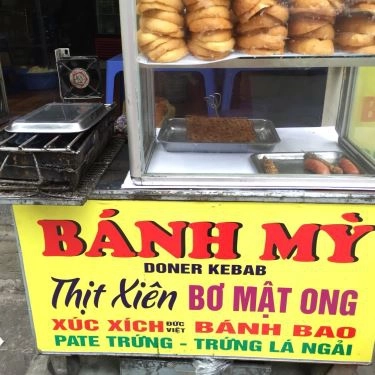 BÁNH MỲ
DONER KEBAB
Thịt Xiên BƠ MẬT ONG
XÚC XÍCH ĐỨC VIỆT BÁNH BAO
PATE TRỨNG - TRỨNG LÁ NGẢI